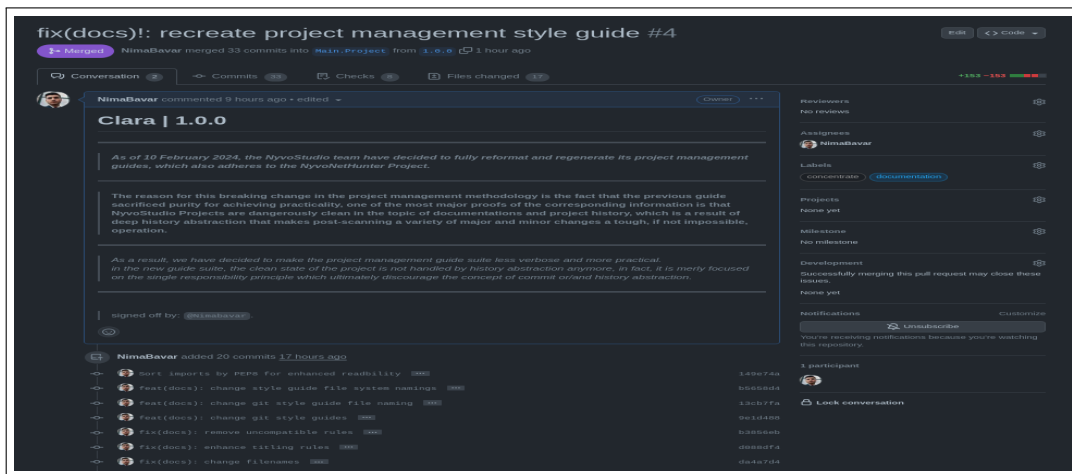 fix(docs)!: recreate project management style guide #4
Edit
Code
Merged
NimaBavar merged 33 commits into Main.Project from 1.0.0 1 hour ago
Conversation 2
Commits 33
Checks 0
Files changed 17
+153 −153
NimaBavar commented 9 hours ago • edited
Owner
Clara | 1.0.0
As of 10 February 2024, the NyvoStudio team have decided to fully reformat and regenerate its project management
guides, which also adheres to the NyvoNetHunter Project.
The reason for this breaking change in the project management methodology is the fact that the previous guide
sacrificed purity for achieving practicality, one of the most major proofs of the corresponding information is that
NyvoStudio Projects are dangerously clean in the topic of documentations and project history, which is a result of
deep history abstraction that makes post-scanning a variety of major and minor changes a tough, if not impossible,
operation.
As a result, we have decided to make the project management guide suite less verbose and more practical.
in the new guide suite, the clean state of the project is not handled by history abstraction anymore, in fact, it is merly focused
on the single responsibility principle which ultimately discourage the concept of commit or/and history abstraction.
signed off by: @Nimabavar.
NimaBavar added 20 commits 17 hours ago
Sort imports by PEP8 for enhanced readbility
149e74a
feat(docs): change style guide file system namings
b5658d4
feat(docs): change git style guide file naming
13cb7fa
feat(docs): change git style guides
9e1d498
fix(docs): remove uncompatible rules
b3656eb
fix(docs): enhance titling rules
d088df4
fix(docs): change filenames
da4a7d4
Reviewers
No reviews
Assignees
NimaBavar
Labels
concentrate
documentation
Projects
None yet
Milestone
No milestone
Development
Successfully merging this pull request may close these
issues.
None yet
Notifications
Customize
Unsubscribe
You're receiving notifications because you're watching
this repository.
1 participant
Lock conversation